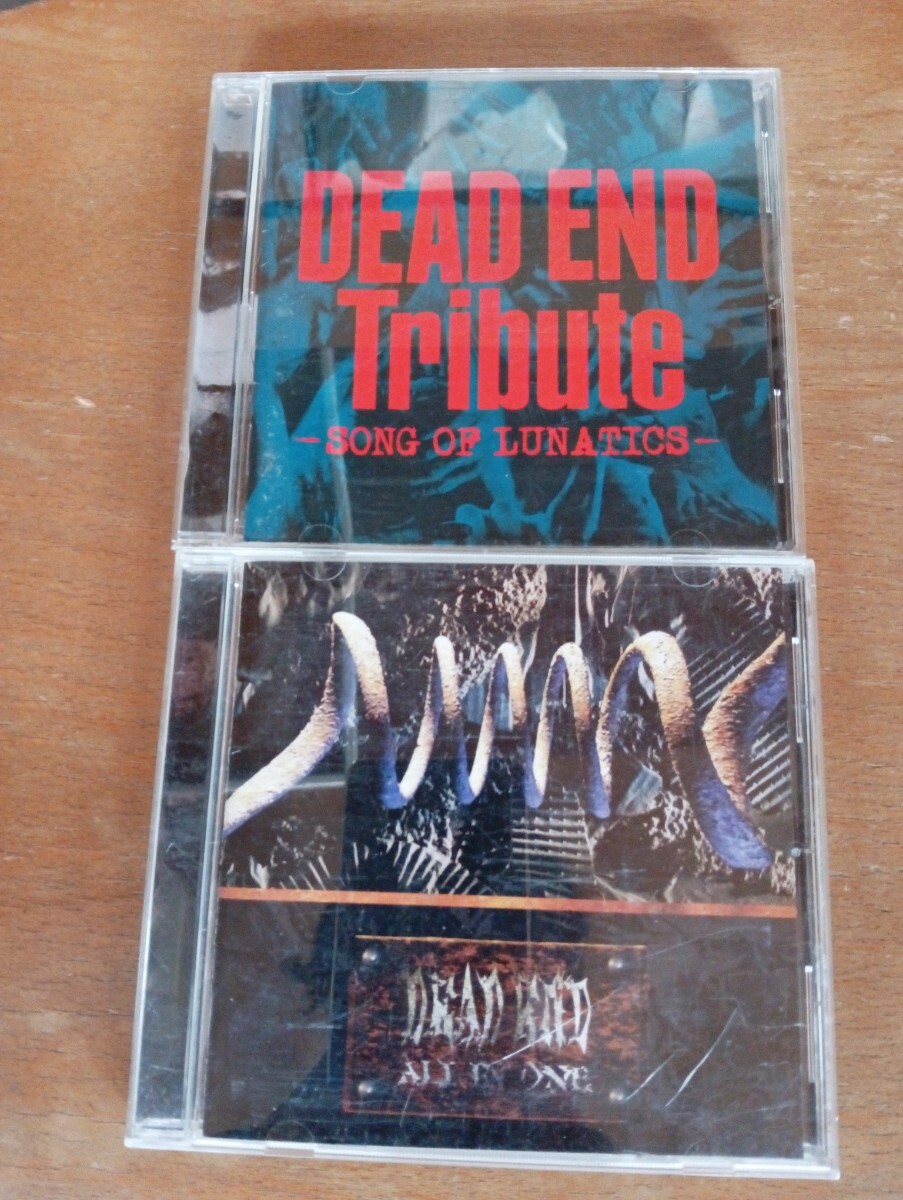 DEAD END
Tribute
-SONG OF LUNATICS-
DEAD END
ALL IN ONE